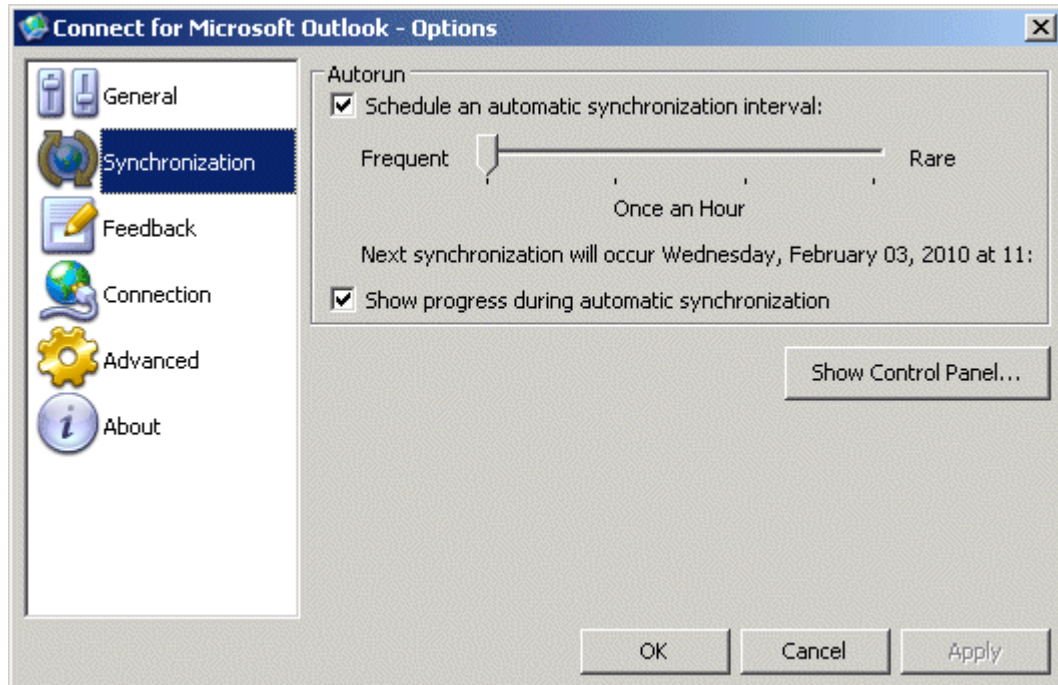 Connect for Microsoft Outlook - Options
General
Synchronization
Feedback
Connection
Advanced
About
Autorun
Schedule an automatic synchronization interval:
Frequent Rare
Once an Hour
Next synchronization will occur Wednesday, February 03, 2010 at 11:
Show progress during automatic synchronization
Show Control Panel...
OK Cancel Apply